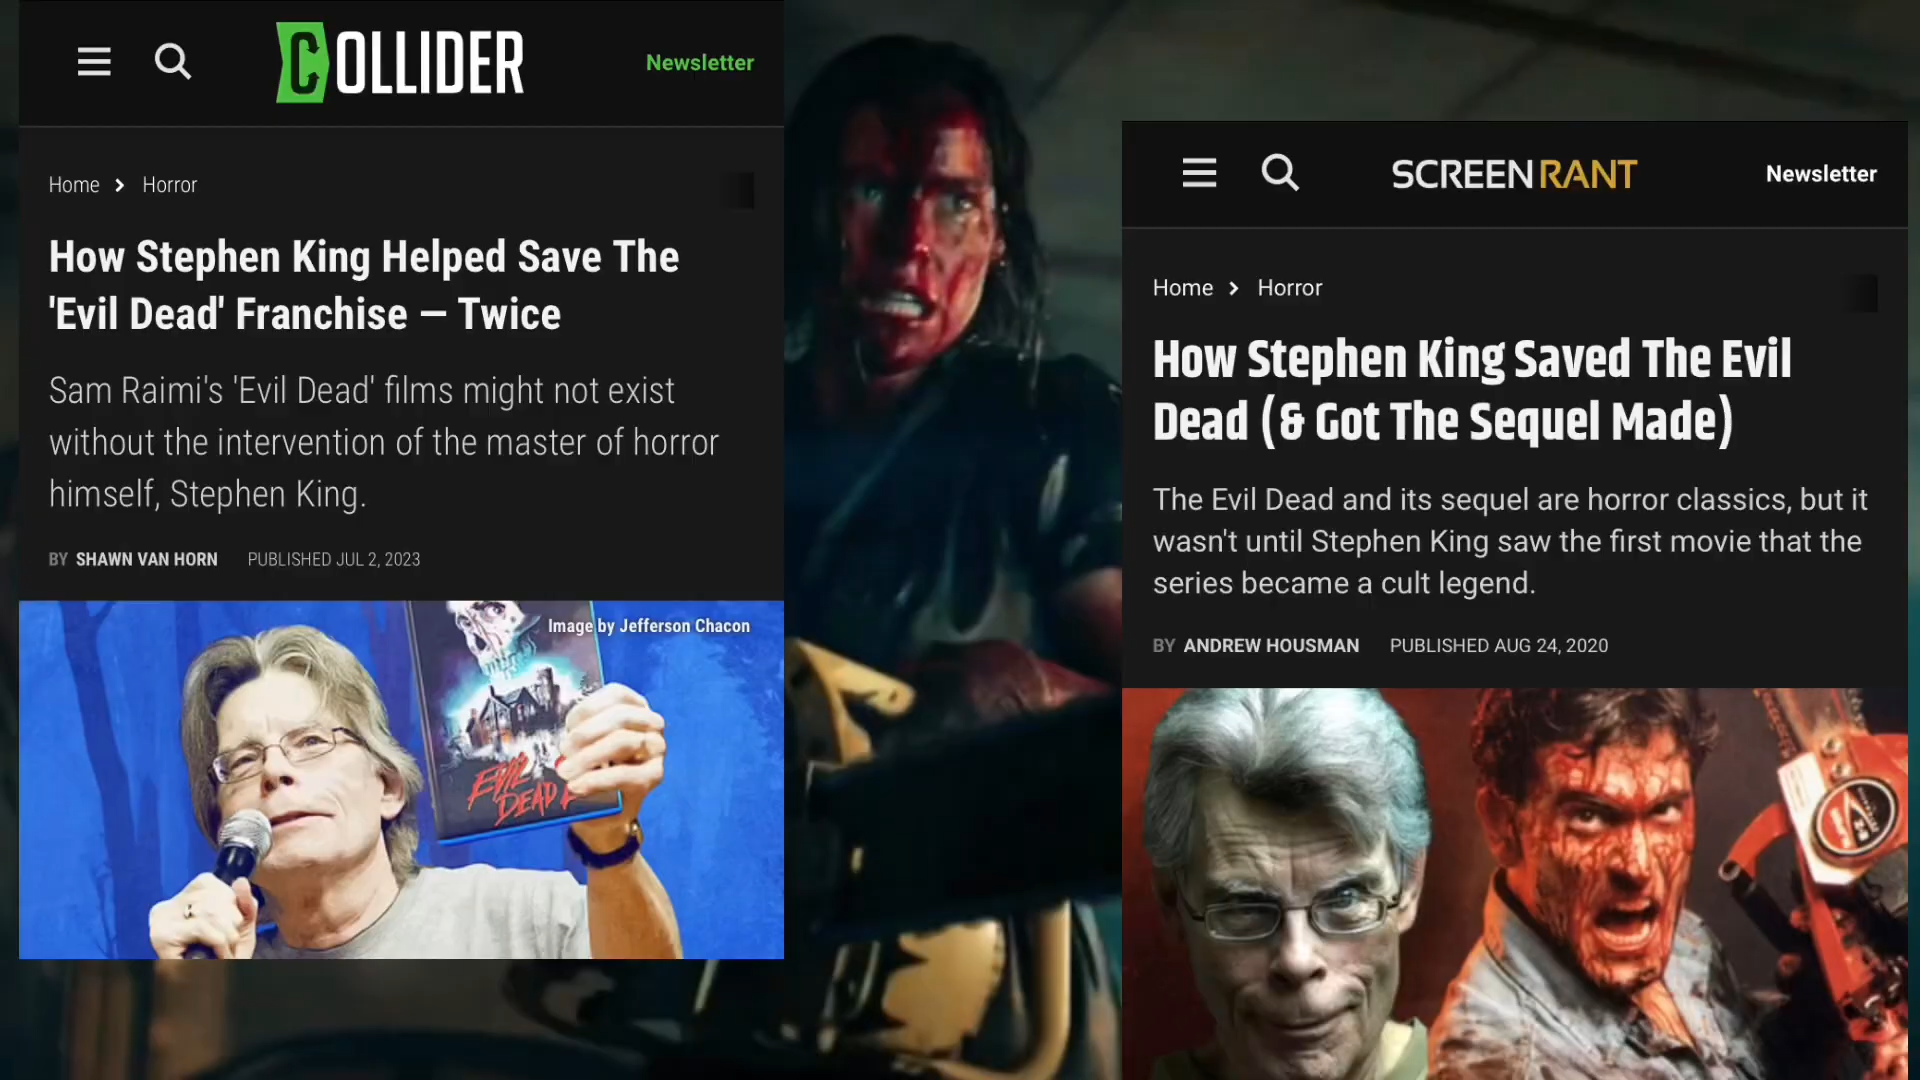 COLLIDER
Newsletter
Home > Horror
How Stephen King Helped Save The
'Evil Dead' Franchise — Twice
Sam Raimi's 'Evil Dead' films might not exist
without the intervention of the master of horror
himself, Stephen King.
BY SHAWN VAN HORN PUBLISHED JUL 2, 2023
Image by Jefferson Chacon
EVIL
DEAD 2
SCREENRANT
Newsletter
Home > Horror
How Stephen King Saved The Evil
Dead (& Got The Sequel Made)
The Evil Dead and its sequel are horror classics, but it
wasn't until Stephen King saw the first movie that the
series became a cult legend.
BY ANDREW HOUSMAN PUBLISHED AUG 24, 2020